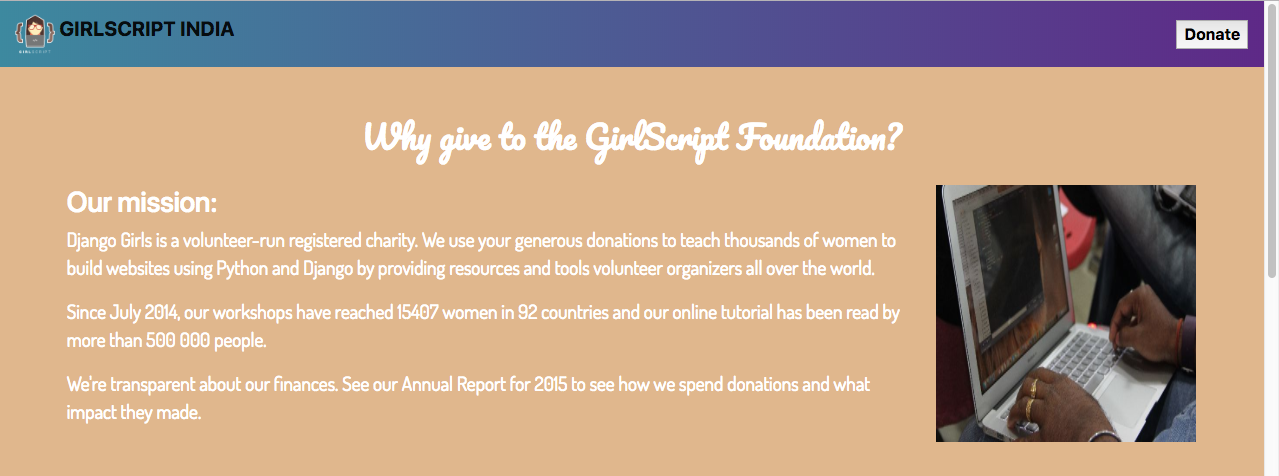 GIRLSCRIPT INDIA
Donate
Why give to the GirlScript Foundation?
Our mission:
Django Girls is a volunteer-run registered charity. We use your generous donations to teach thousands of women to
build websites using Python and Django by providing resources and tools volunteer organizers all over the world.
Since July 2014, our workshops have reached 15407 women in 92 countries and our online tutorial has been read by
more than 500 000 people.
We're transparent about our finances. See our Annual Report for 2015 to see how we spend donations and what
impact they made.